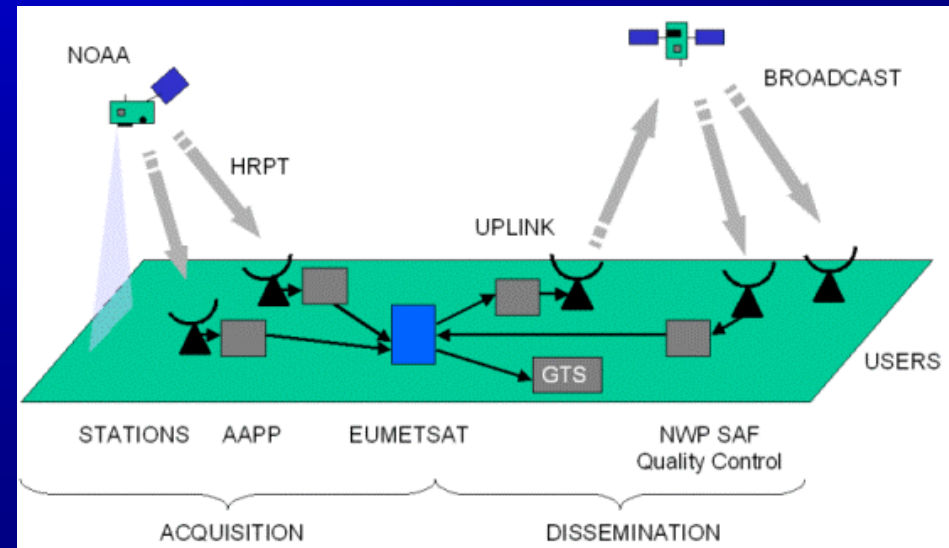 NOAA
BROADCAST
HRPT
UPLINK
USERS
GTS
STATIONS AAPP EUMETSAT NWP SAF
Quality Control
ACQUISITION DISSEMINATION